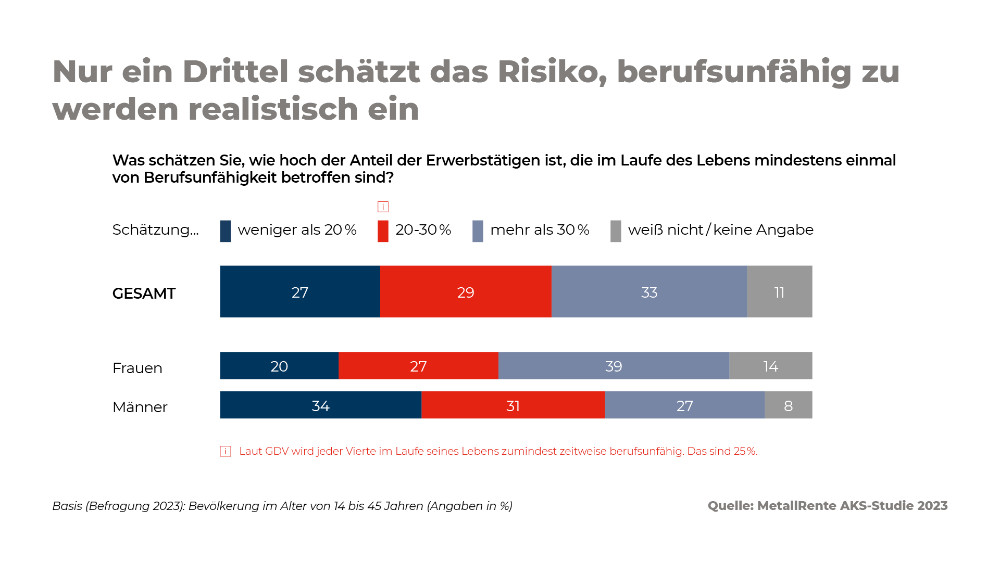 Nur ein Drittel schätzt das Risiko, berufsunfähig zu
werden realistisch ein
Was schätzen Sie, wie hoch der Anteil der Erwerbstätigen ist, die im Laufe des Lebens mindestens einmal
von Berufsunfähigkeit betroffen sind?
i
Schätzung... weniger als 20 % 20-30 % mehr als 30 % weiß nicht / keine Angabe
GESAMT 27 29 33 11
Frauen 20 27 39 14
Männer 34 31 27 8
i Laut GDV wird jeder Vierte im Laufe seines Lebens zumindest zeitweise berufsunfähig. Das sind 25 %.
Basis (Befragung 2023): Bevölkerung im Alter von 14 bis 45 Jahren (Angaben in %) Quelle: MetallRente AKS-Studie 2023